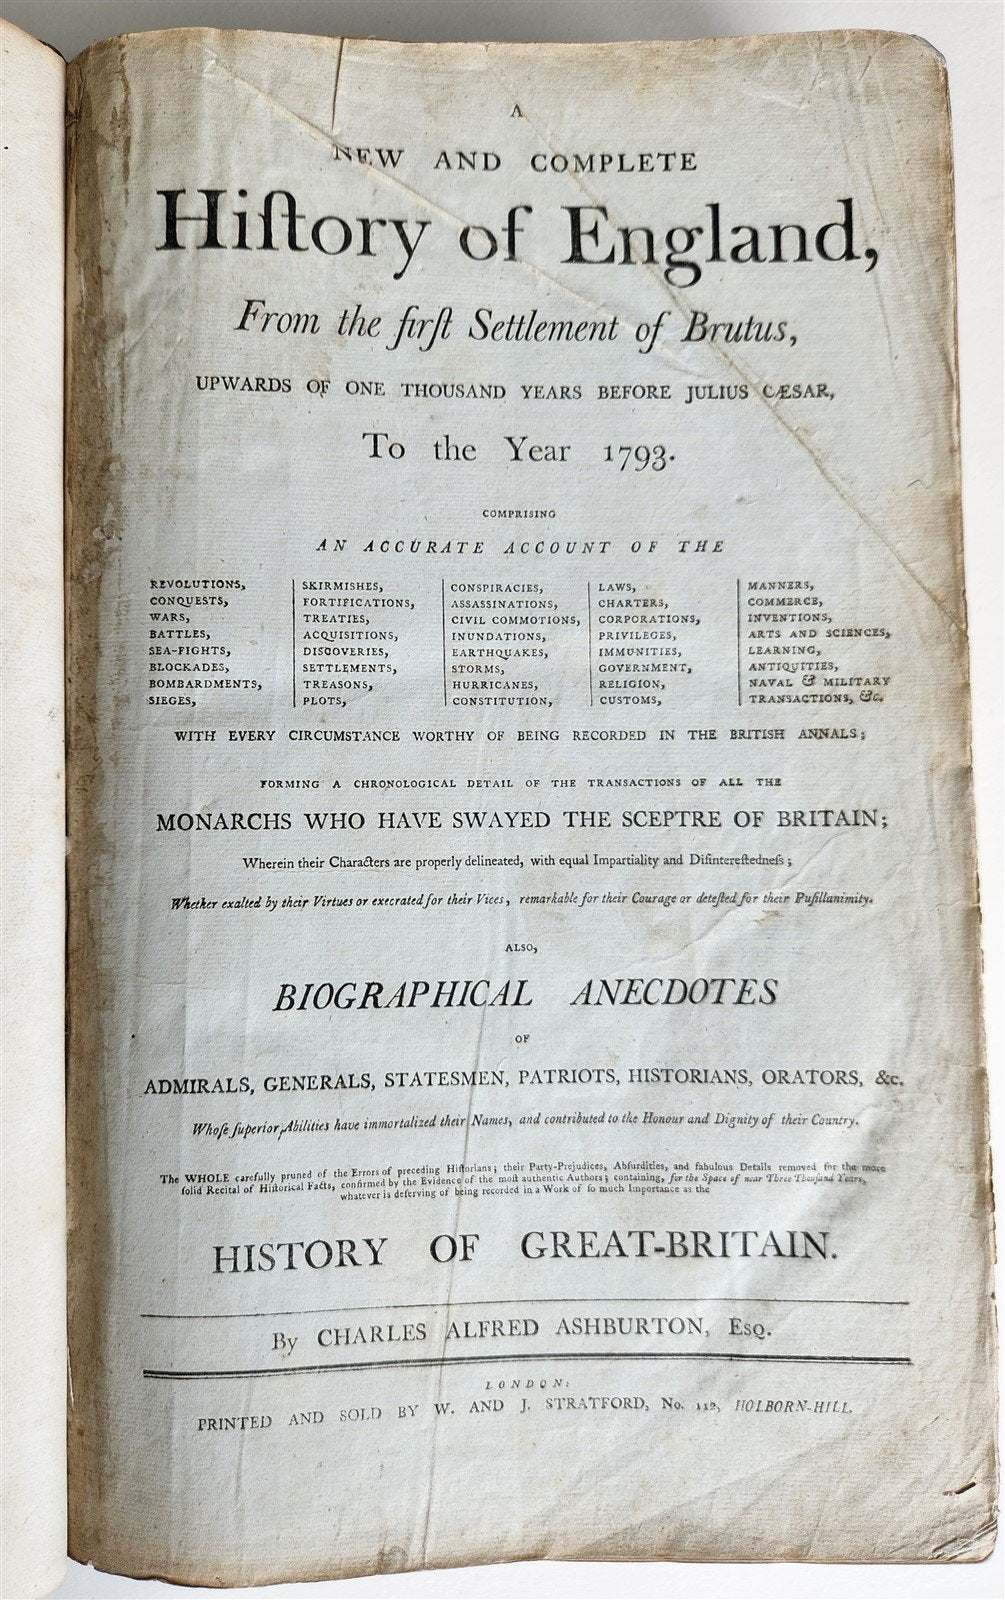 A
NEW AND COMPLETE
Hiſtory of England,
From the firſt Settlement of Brutus,
UPWARDS OF ONE THOUSAND YEARS BEFORE JULIUS CÆSAR,
To the Year 1793.
COMPRISING
AN ACCURATE ACCOUNT OF THE
REVOLUTIONS,
CONQUESTS,
WARS,
BATTLES,
SEA-FIGHTS,
BLOCKADES,
BOMBARDMENTS,
SIEGES,
SKIRMISHES,
FORTIFICATIONS,
TREATIES,
ACQUISITIONS,
DISCOVERIES,
SETTLEMENTS,
TREASONS,
PLOTS,
CONSPIRACIES,
ASSASSINATIONS,
CIVIL COMMOTIONS,
INUNDATIONS,
EARTHQUAKES,
STORMS,
HURRICANES,
CONSTITUTION,
LAWS,
CHARTERS,
CORPORATIONS,
PRIVILEGES,
IMMUNITIES,
GOVERNMENT,
RELIGION,
CUSTOMS,
MANNERS,
COMMERCE,
INVENTIONS,
ARTS AND SCIENCES,
LEARNING,
ANTIQUITIES,
NAVAL & MILITARY
TRANSACTIONS, &c.
WITH EVERY CIRCUMSTANCE WORTHY OF BEING RECORDED IN THE BRITISH ANNALS;
FORMING A CHRONOLOGICAL DETAIL OF THE TRANSACTIONS OF ALL THE
MONARCHS WHO HAVE SWAYED THE SCEPTRE OF BRITAIN;
Wherein their Characters are properly delineated, with equal Impartiality and Diſintereſtedneſs;
Whether exalted by their Virtues or execrated for their Vices, remarkable for their Courage or deteſted for their Puſillanimity.
ALSO,
BIOGRAPHICAL ANECDOTES
OF
ADMIRALS, GENERALS, STATESMEN, PATRIOTS, HISTORIANS, ORATORS, &c.
Whoſe ſuperior Abilities have immortalized their Names, and contributed to the Honour and Dignity of their Country.
The WHOLE carefully pruned of the Errors of preceding Hiſtorians; their Party-Prejudices, Abſurdities, and fabulous Details removed for the more
ſolid Recital of Hiſtorical Facts, confirmed by the Evidence of the moſt authentic Authors; containing, for the Space of near Three Thouſand Years,
whatever is deſerving of being recorded in a Work of ſo much Importance as the
HISTORY OF GREAT-BRITAIN.
By CHARLES ALFRED ASHBURTON, Esq.
LONDON:
PRINTED AND SOLD BY W. AND J. STRATFORD, No. 112, HOLBORN-HILL.